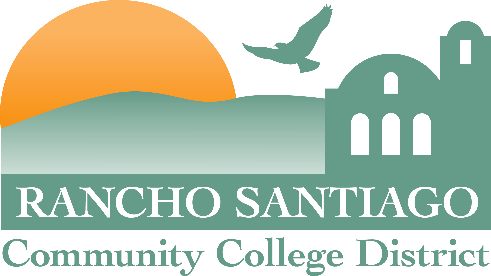 RANCHO SANTIAGO
Community College District